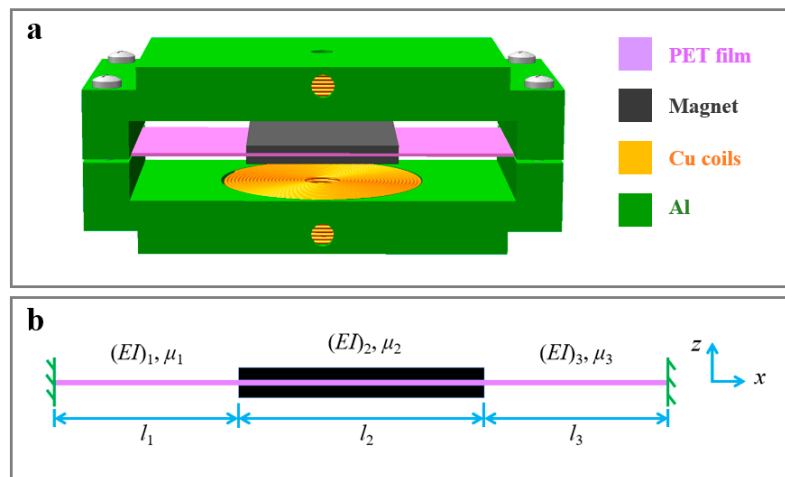 a
PET film
Magnet
Cu coils
Al
b
(EI)₁, μ₁
(EI)₂, μ₂
(EI)₃, μ₃
z
x
l₁
l₂
l₃